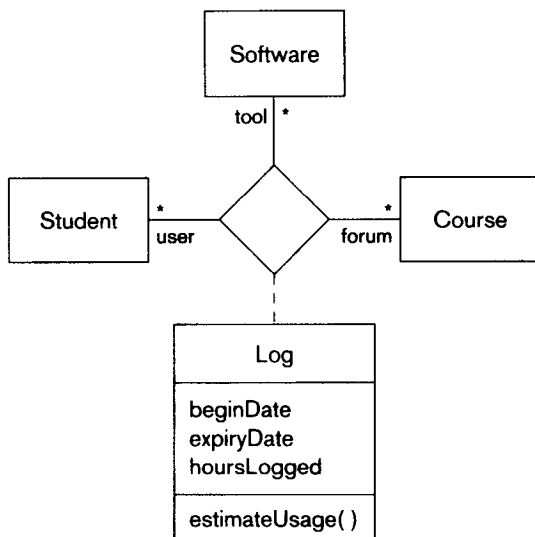 Software
tool *
Student
*
user
*
forum
Course
Log
beginDate
expiryDate
hoursLogged
estimateUsage( )